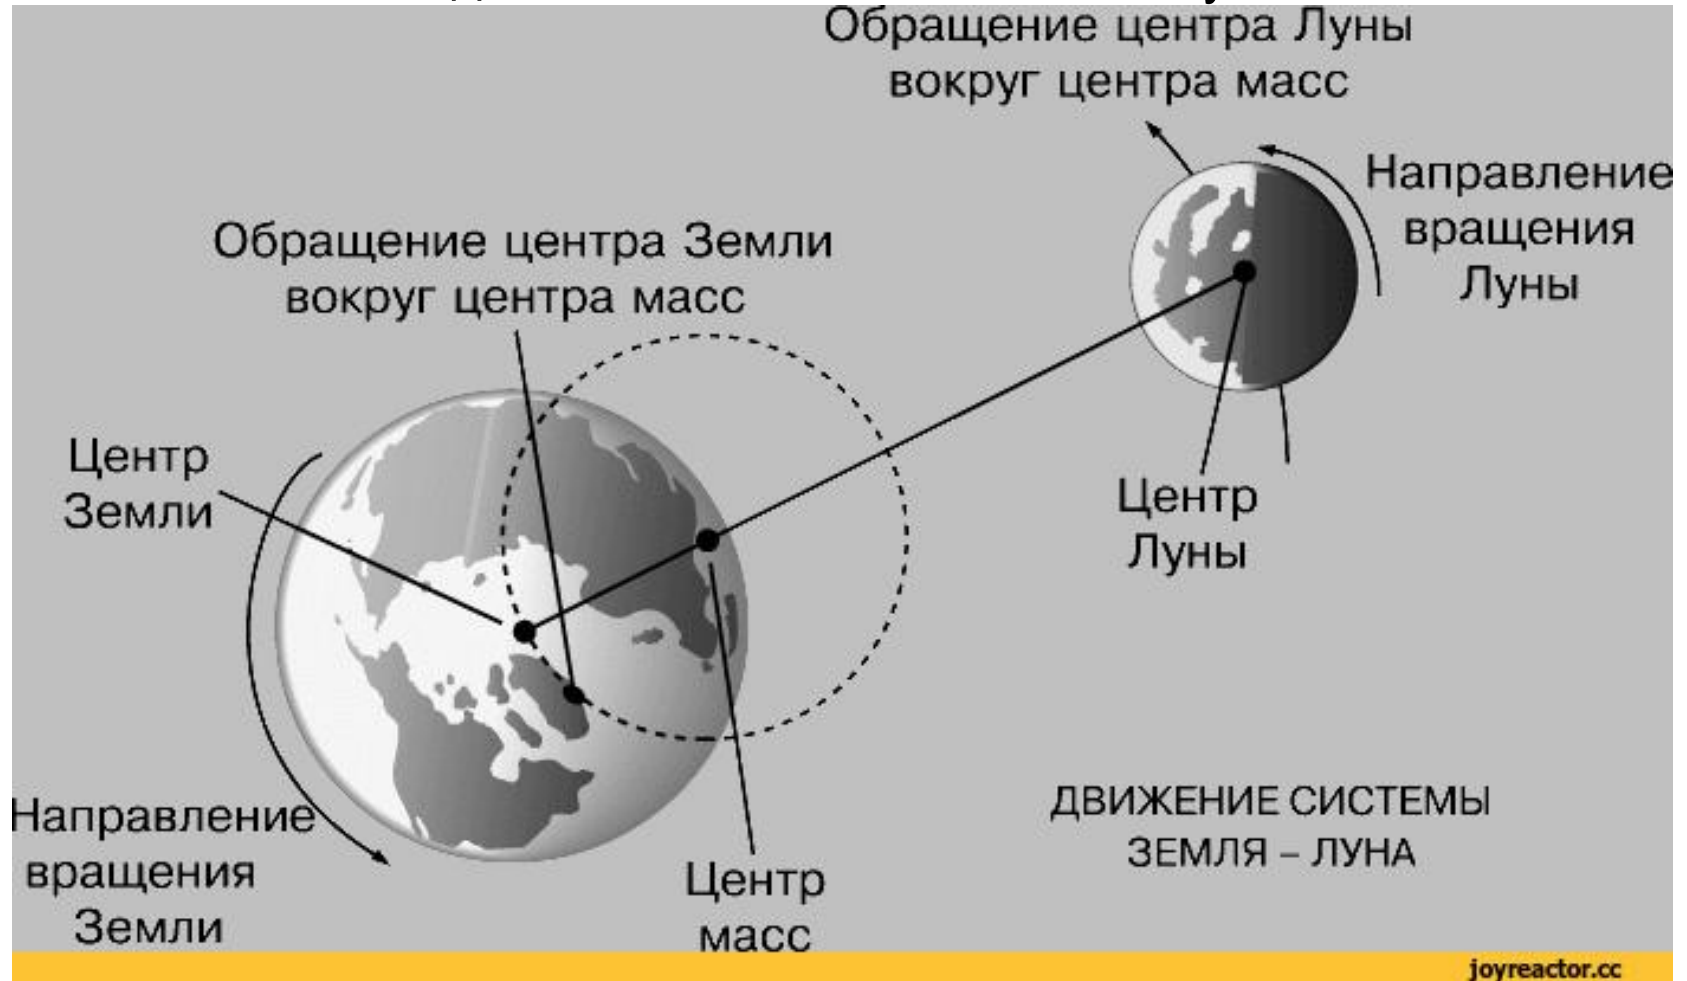 Обращение центра Луны
вокруг центра масс
Направление
вращения
Луны
Обращение центра Земли
вокруг центра масс
Центр
Земли
Центр
Луны
Направление
вращения
Земли
Центр
масс
ДВИЖЕНИЕ СИСТЕМЫ
ЗЕМЛЯ – ЛУНА
joyreactor.cc